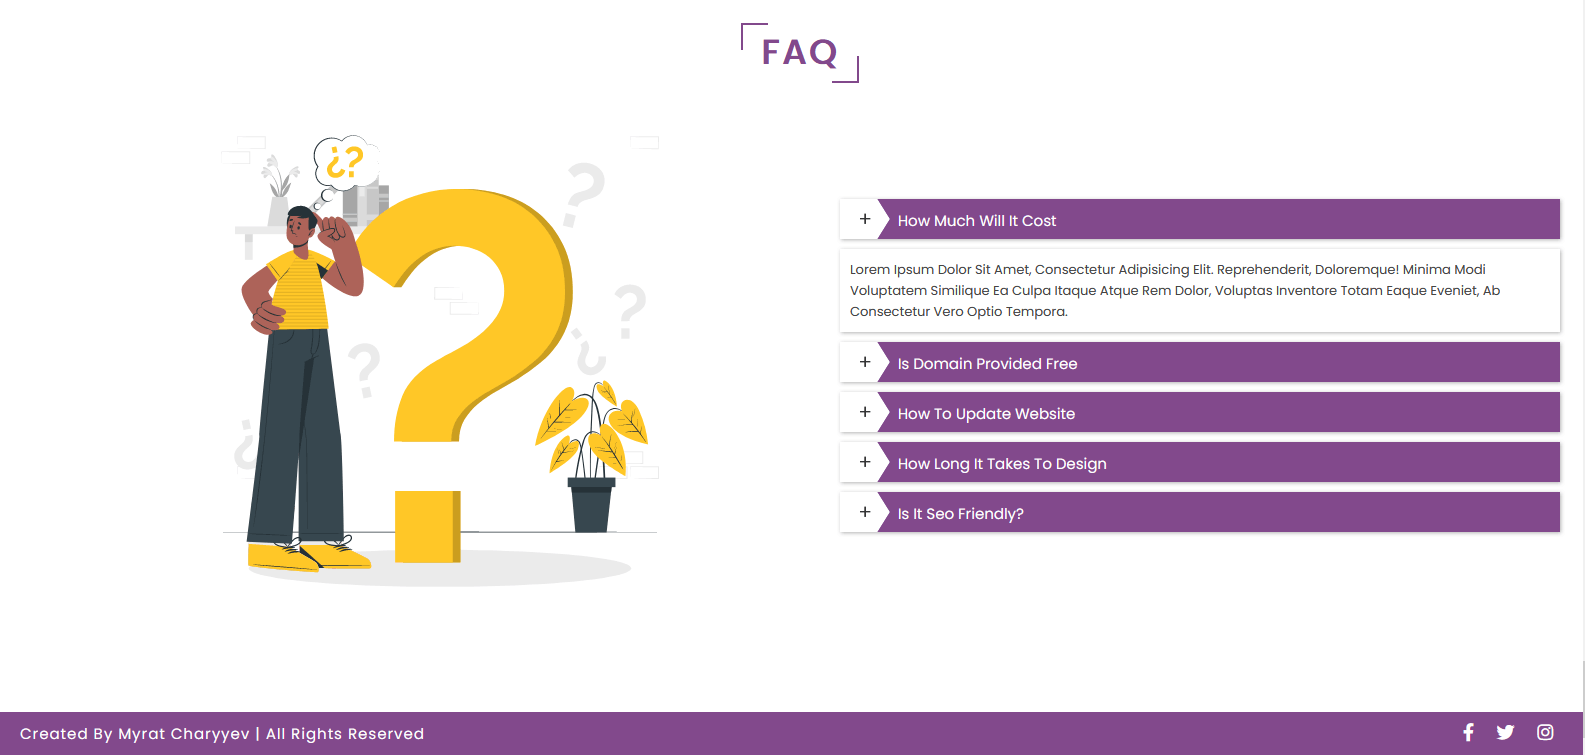 FAQ
¿?
?
?
?
¿
¿
?
+ How Much Will It Cost
Lorem Ipsum Dolor Sit Amet, Consectetur Adipisicing Elit. Reprehenderit, Doloremque! Minima Modi
Voluptatem Similique Ea Culpa Itaque Atque Rem Dolor, Voluptas Inventore Totam Eaque Eveniet, Ab
Consectetur Vero Optio Tempora.
+ Is Domain Provided Free
+ How To Update Website
+ How Long It Takes To Design
+ Is It Seo Friendly?
Created By Myrat Charyyev | All Rights Reserved